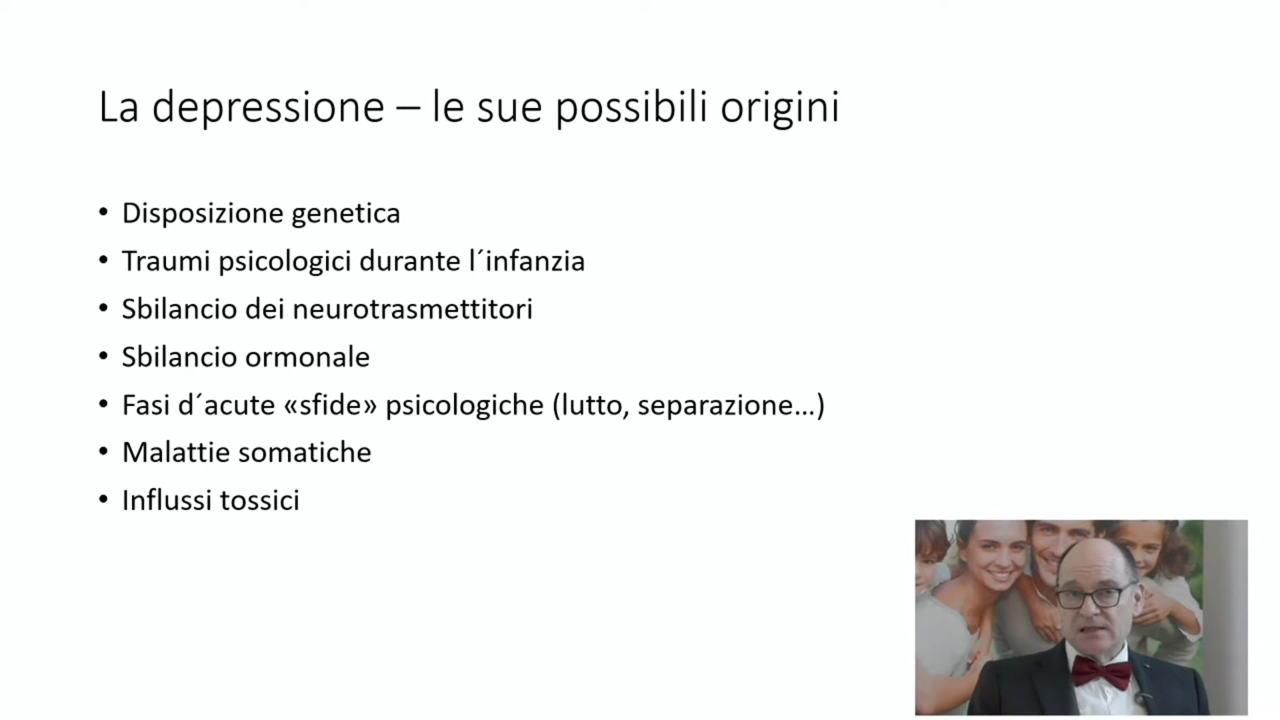 La depressione – le sue possibili origini
• Disposizione genetica
• Traumi psicologici durante l´infanzia
• Sbilancio dei neurotrasmettitori
• Sbilancio ormonale
• Fasi d´acute «sfide» psicologiche (lutto, separazione…)
• Malattie somatiche
• Influssi tossici